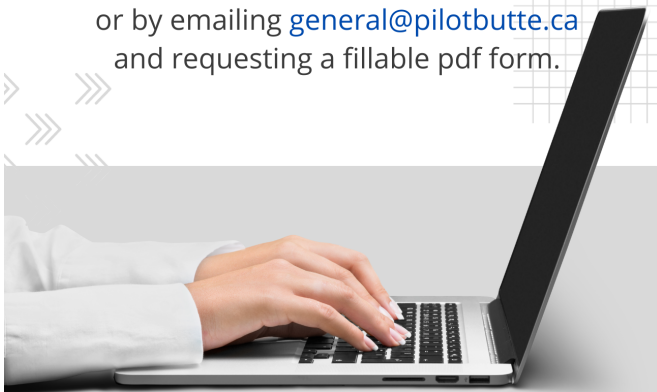 or by emailing general@pilotbutte.ca
and requesting a fillable pdf form.